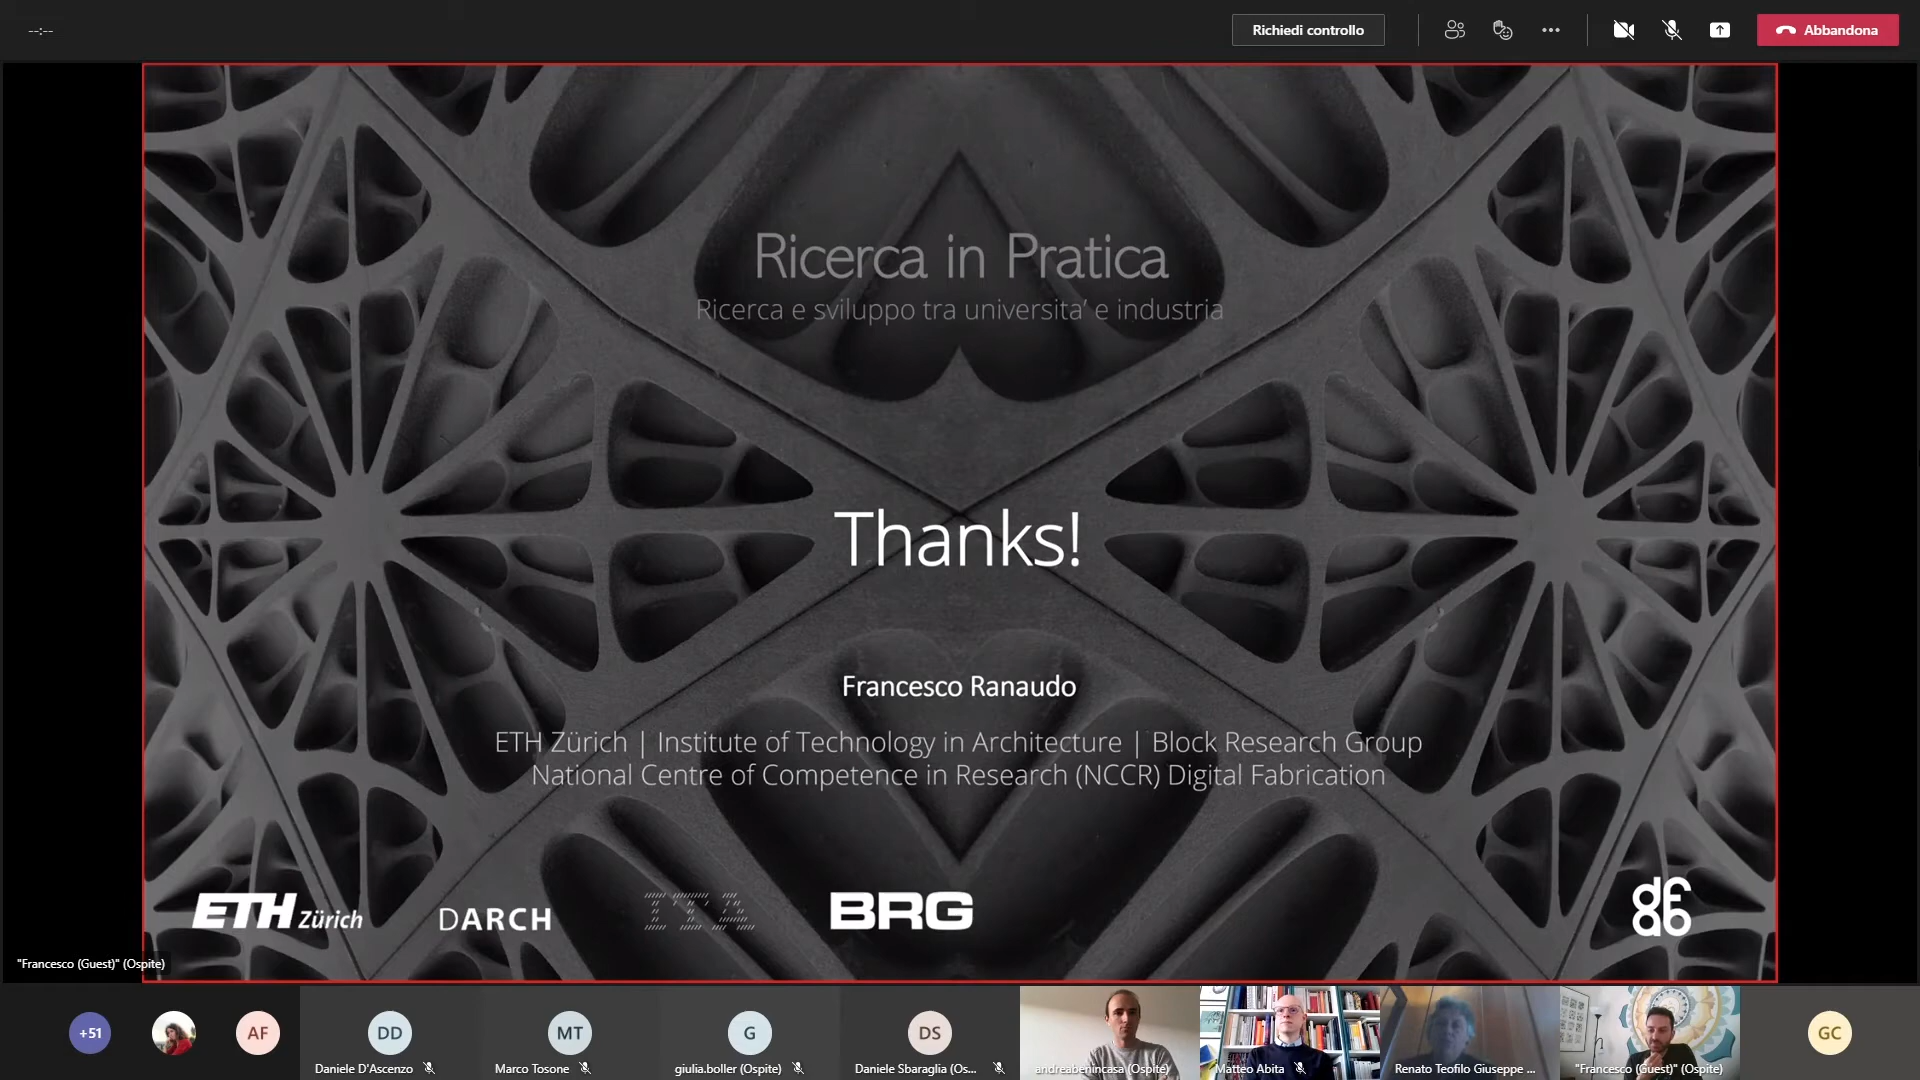 --:--
Richiedi controllo
Abbandona
Ricerca in Pratica
Ricerca e sviluppo tra universita' e industria
Thanks!
Francesco Ranaudo
ETH Zürich | Institute of Technology in Architecture | Block Research Group
National Centre of Competence in Research (NCCR) Digital Fabrication
ETH Zürich
DARCH
ITA
BRG
dfab
"Francesco (Guest)" (Ospite)
+51
AF
DD
MT
G
DS
GC
Daniele D'Ascenzo
Marco Tosone
giulia.boller (Ospite)
Daniele Sbaraglia (Os...
andreabenincasa (Ospite)
Matteo Abita
Renato Teofilo Giuseppe ...
"Francesco (Guest)" (Ospite)